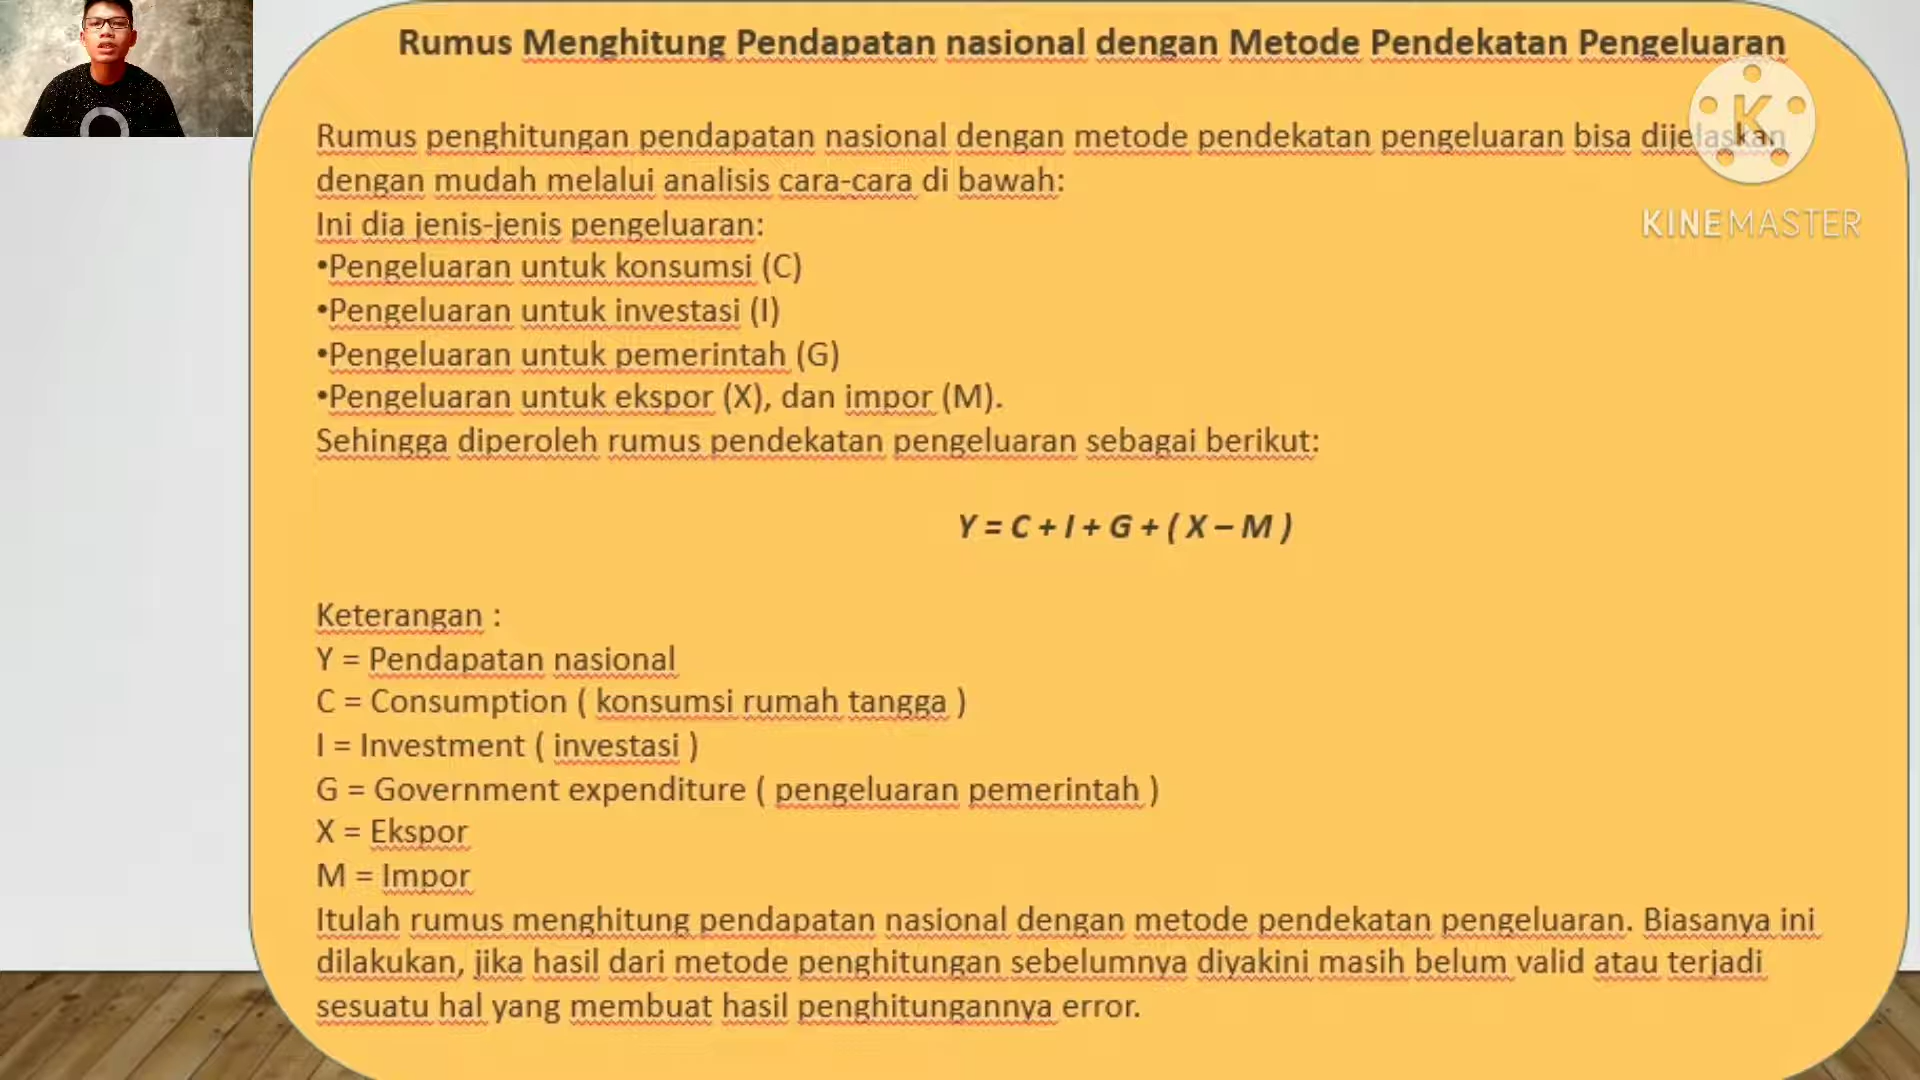 Rumus Menghitung Pendapatan nasional dengan Metode Pendekatan Pengeluaran
Rumus penghitungan pendapatan nasional dengan metode pendekatan pengeluaran bisa dijelaskan
dengan mudah melalui analisis cara-cara di bawah:
Ini dia jenis-jenis pengeluaran:
•Pengeluaran untuk konsumsi (C)
•Pengeluaran untuk investasi (I)
•Pengeluaran untuk pemerintah (G)
•Pengeluaran untuk ekspor (X), dan impor (M).
Sehingga diperoleh rumus pendekatan pengeluaran sebagai berikut:
Y = C + I + G + ( X – M )
Keterangan :
Y = Pendapatan nasional
C = Consumption ( konsumsi rumah tangga )
I = Investment ( investasi )
G = Government expenditure ( pengeluaran pemerintah )
X = Ekspor
M = Impor
Itulah rumus menghitung pendapatan nasional dengan metode pendekatan pengeluaran. Biasanya ini
dilakukan, jika hasil dari metode penghitungan sebelumnya diyakini masih belum valid atau terjadi
sesuatu hal yang membuat hasil penghitungannya error.
K
KINEMASTER